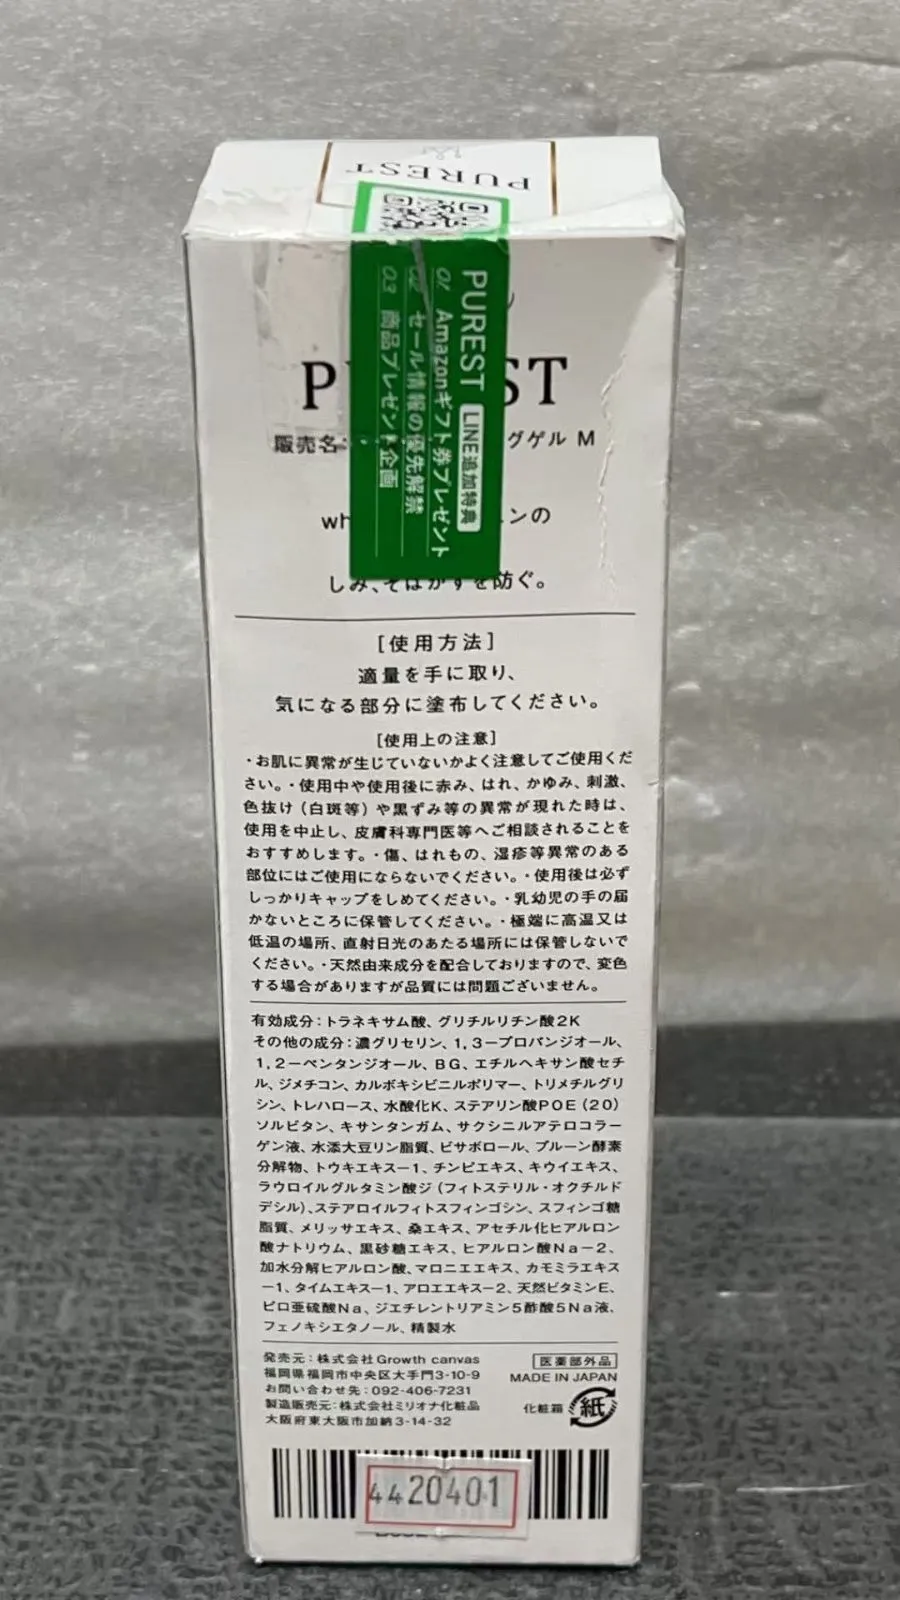 PUREST
PUREST LINE追加特典
01 Amazonギフト券プレゼント
02 セール情報の優先解禁
03 商品プレゼント企画
P ST
販売名: グゲル M
wh ンの
しみ、そばかすを防ぐ。
[使用方法]
適量を手に取り、
気になる部分に塗布してください。
[使用上の注意]
・お肌に異常が生じていないかよく注意してご使用くだ
さい。・使用中や使用後に赤み、はれ、かゆみ、刺激、
色抜け(白斑等)や黒ずみ等の異常が現れた時は、
使用を中止し、皮膚科専門医等へご相談されることを
おすすめします。・傷、はれもの、湿疹等異常のある
部位にはご使用にならないでください。・使用後は必ず
しっかりキャップをしめてください。・乳幼児の手の届
かないところに保管してください。・極端に高温又は
低温の場所、直射日光のあたる場所には保管しないで
ください。・天然由来成分を配合しておりますので、変色
する場合がありますが品質には問題ございません。
有効成分:トラネキサム酸、グリチルリチン酸2K
その他の成分:濃グリセリン、1,3-プロパンジオール、
1,2-ペンタンジオール、BG、エチルヘキサン酸セチ
ル、ジメチコン、カルボキシビニルポリマー、トリメチルグリ
シン、トレハロース、水酸化K、ステアリン酸POE(20)
ソルビタン、キサンタンガム、サクシニルアテロコラー
ゲン液、水添大豆リン脂質、ビサボロール、プルーン酵素
分解物、トウキエキス-1、チンピエキス、キウイエキス、
ラウロイルグルタミン酸ジ(フィトステリル・オクチルド
デシル)、ステアロイルフィトスフィンゴシン、スフィンゴ糖
脂質、メリッサエキス、桑エキス、アセチル化ヒアルロン
酸ナトリウム、黒砂糖エキス、ヒアルロン酸Na-2、
加水分解ヒアルロン酸、マロニエエキス、カモミラエキス
-1、タイムエキス-1、アロエエキス-2、天然ビタミンE、
ピロ亜硫酸Na、ジエチレントリアミン5酢酸5Na液、
フェノキシエタノール、精製水
発売元:株式会社Growth canvas
福岡県福岡市中央区大手門3-10-9
お問い合わせ先:092-406-7231
製造販売元:株式会社ミリオナ化粧品
大阪府東大阪市加納3-14-32
医薬部外品
MADE IN JAPAN
化粧箱 紙
4420401